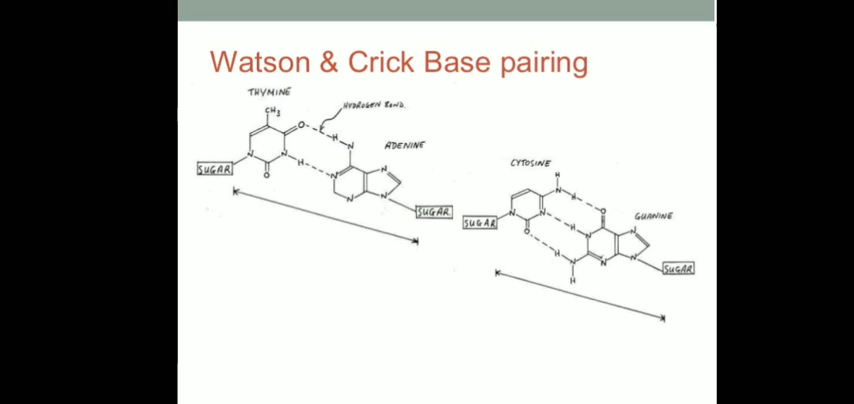 Watson & Crick Base pairing
THYMINE
CH3
HYDROGEN BOND.
O
H
N
ADENINE
N
N
H
N
N
SUGAR
O
N
N
SUGAR
CYTOSINE
H
N
H
O
GUANINE
SUGAR
N
N
H
N
N
O
H
N
N
N
SUGAR
H